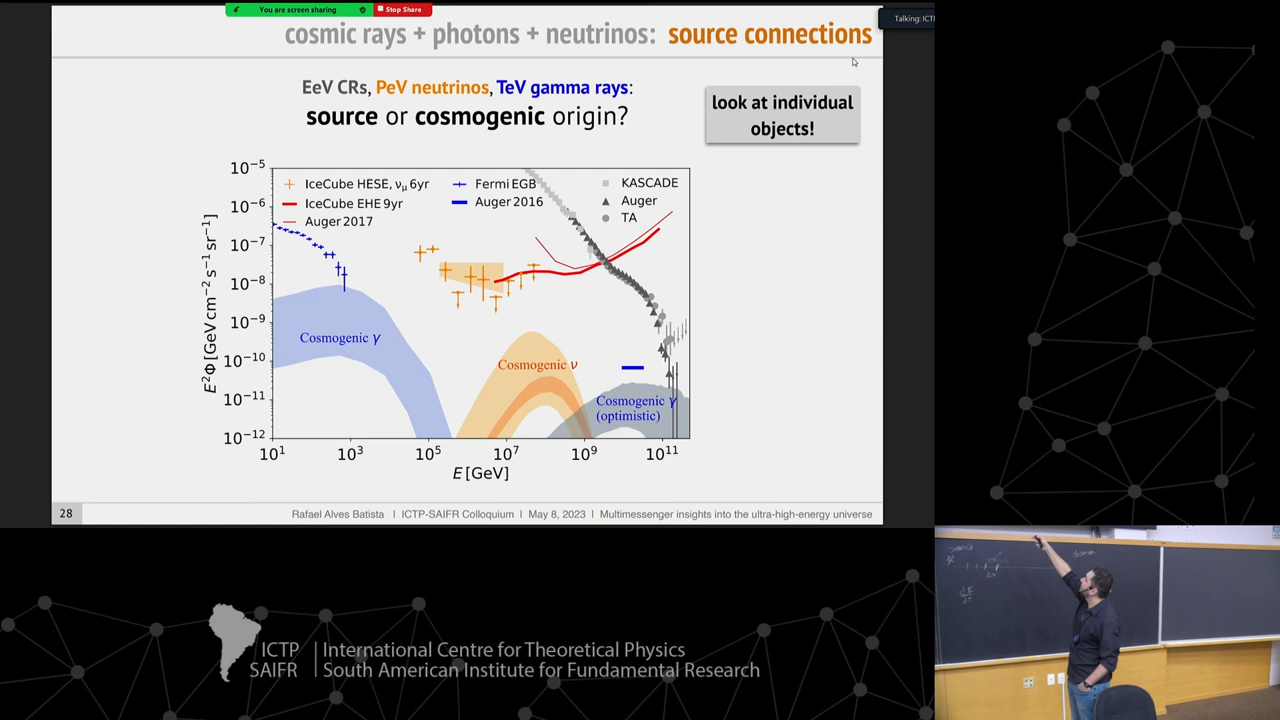 You are screen sharing
Stop Share
Talking: ICTI
cosmic rays + photons + neutrinos: source connections
EeV CRs, PeV neutrinos, TeV gamma rays:
source or cosmogenic origin?
look at individual
objects!
IceCube HESE, νμ 6yr
IceCube EHE 9yr
Auger 2017
Fermi EGB
Auger 2016
KASCADE
Auger
TA
10⁻⁵
10⁻⁶
10⁻⁷
10⁻⁸
10⁻⁹
10⁻¹⁰
10⁻¹¹
10⁻¹²
E²Φ [GeV cm⁻² s⁻¹ sr⁻¹]
Cosmogenic γ
Cosmogenic ν
Cosmogenic γ
(optimistic)
10¹ 10³ 10⁵ 10⁷ 10⁹ 10¹¹
E [GeV]
28
Rafael Alves Batista I ICTP-SAIFR Colloquium I May 8, 2023 I Multimessenger insights into the ultra-high-energy universe
ICTP
SAIFR
International Centre for Theoretical Physics
South American Institute for Fundamental Research